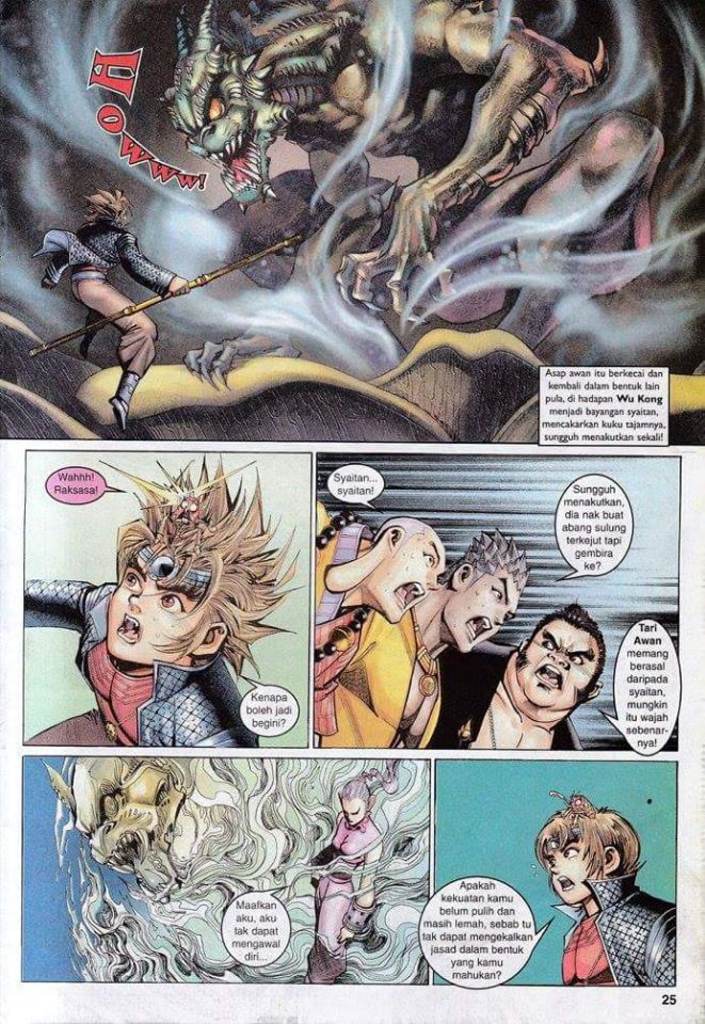 AOWWWW!
Asap awan itu berkecai dan
kembali dalam bentuk lain
pula, di hadapan Wu Kong
menjadi bayangan syaitan,
mencakarkan kuku tajamnya,
sungguh menakutkan sekali!
Wahhh!
Raksasa!
Kenapa
boleh jadi
begini?
Syaitan...
syaitan!
Sungguh
menakutkan,
dia nak buat
abang sulung
terkejut tapi
gembira
ke?
Tari
Awan
memang
berasal
daripada
syaitan,
mungkin
itu wajah
sebenar-
nya!
Maafkan
aku, aku
tak dapat
mengawal
diri...
Apakah
kekuatan kamu
belum pulih dan
masih lemah, sebab tu
tak dapat mengekalkan
jasad dalam bentuk
yang kamu
mahukan?
25